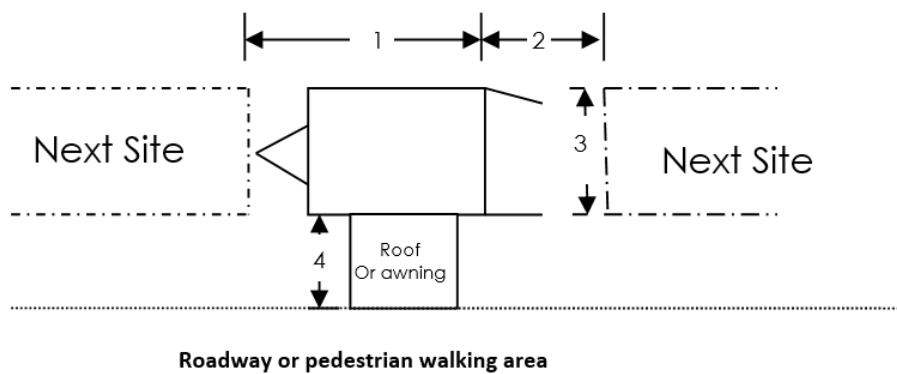 1
2
Next Site
3
Next Site
4
Roof
Or awning
Roadway or pedestrian walking area